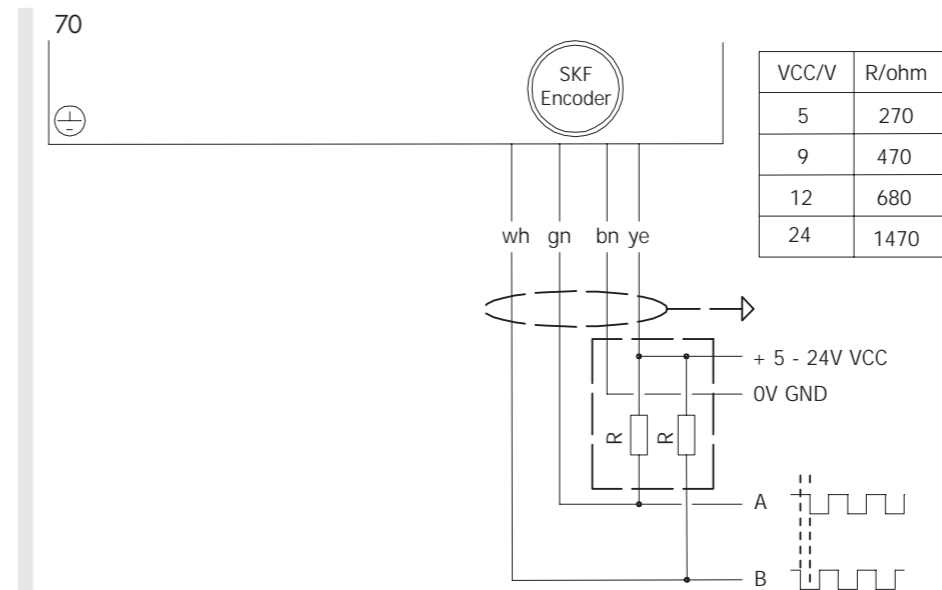 70
SKF
Encoder
VCC/V R/ohm
5 270
9 470
12 680
24 1470
wh gn bn ye
+ 5 - 24V VCC
0V GND
R R
A
B